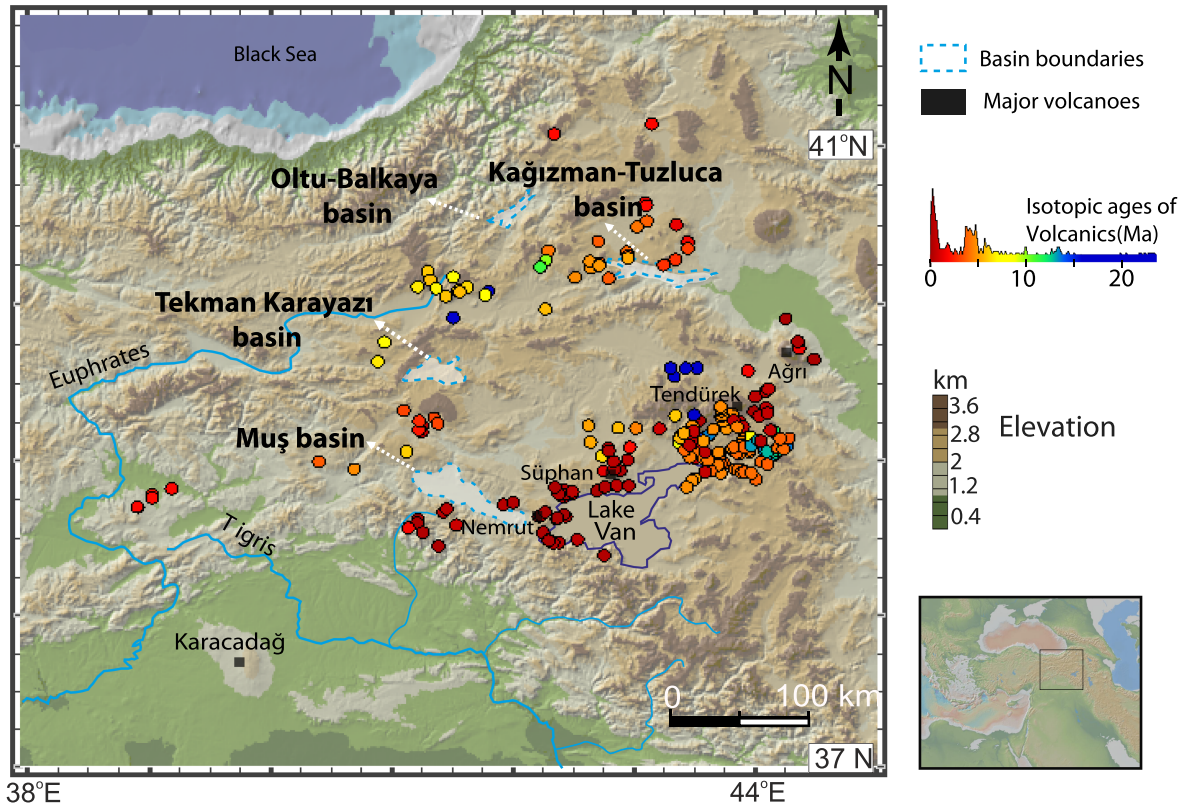 Black Sea
N
41°N
Oltu-Balkaya
basin
Kağızman-Tuzluca
basin
Tekman Karayazı
basin
Euphrates
Ağrı
Tendürek
Muş basin
Süphan
Lake
Van
Nemrut
Tigris
Karacadağ
0 100 km
37 N
38°E
44°E
Basin boundaries
Major volcanoes
Isotopic ages of
Volcanics(Ma)
0 10 20
km
3.6
2.8
2
1.2
0.4
Elevation